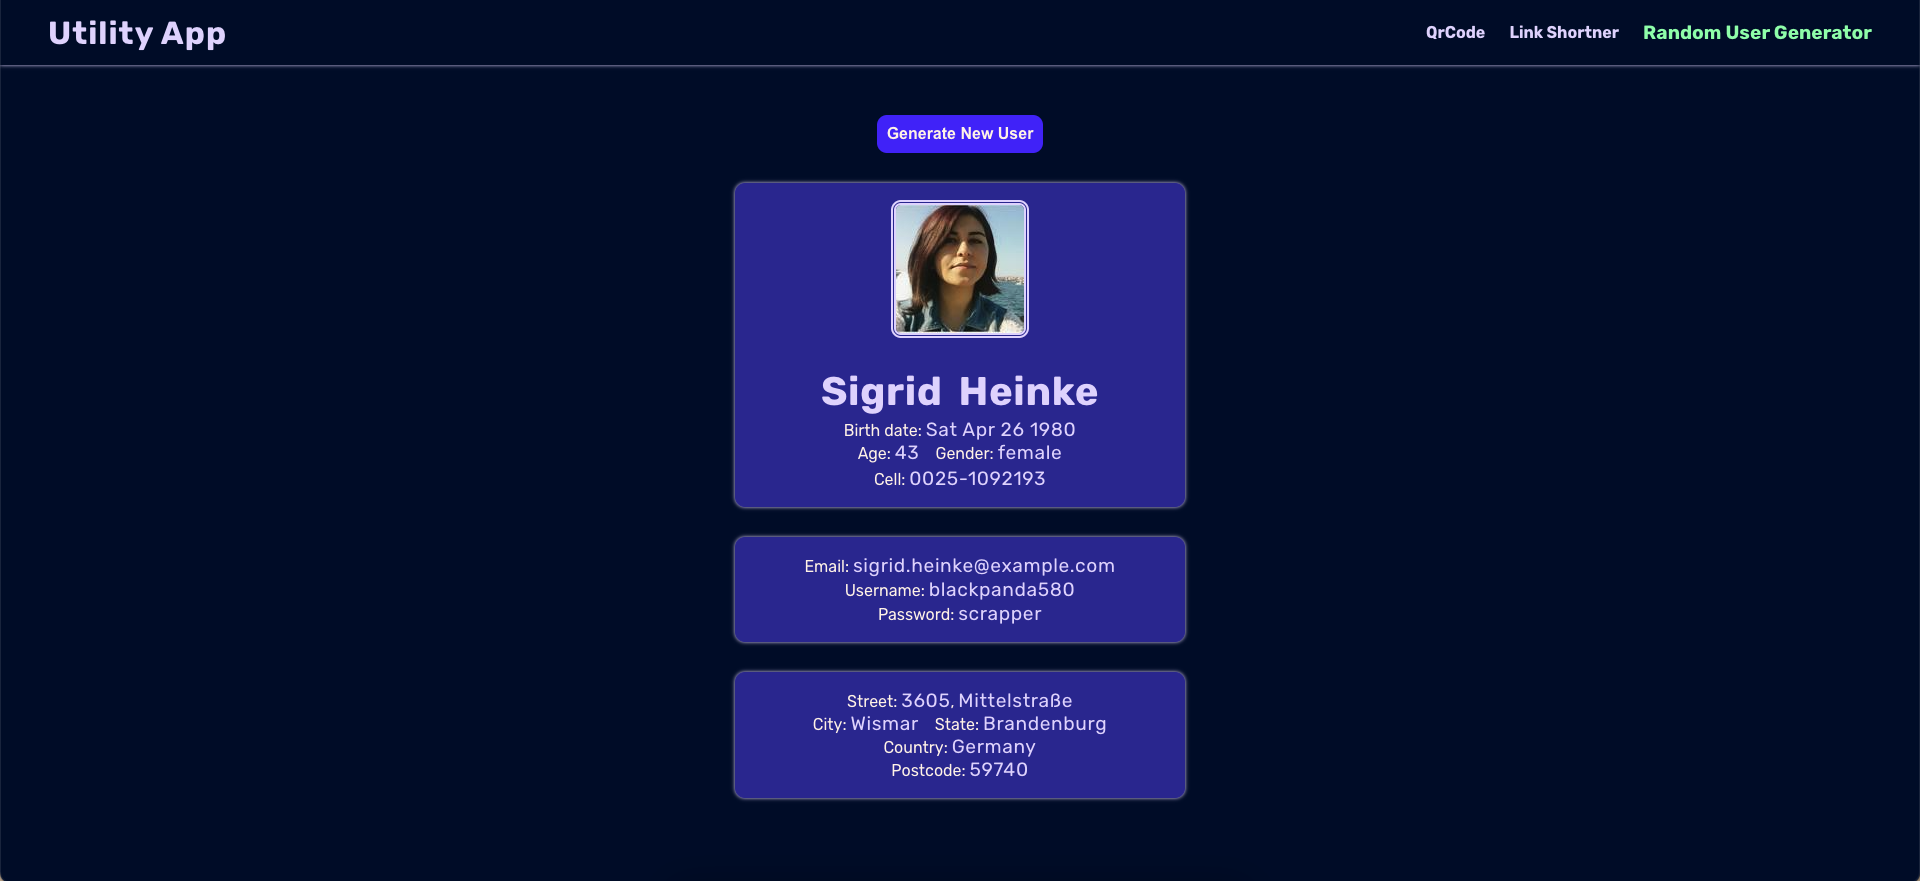 Utility App
QrCode Link Shortner Random User Generator
Generate New User
Sigrid Heinke
Birth date: Sat Apr 26 1980
Age: 43 Gender: female
Cell: 0025-1092193
Email: sigrid.heinke@example.com
Username: blackpanda580
Password: scrapper
Street: 3605, Mittelstraße
City: Wismar State: Brandenburg
Country: Germany
Postcode: 59740